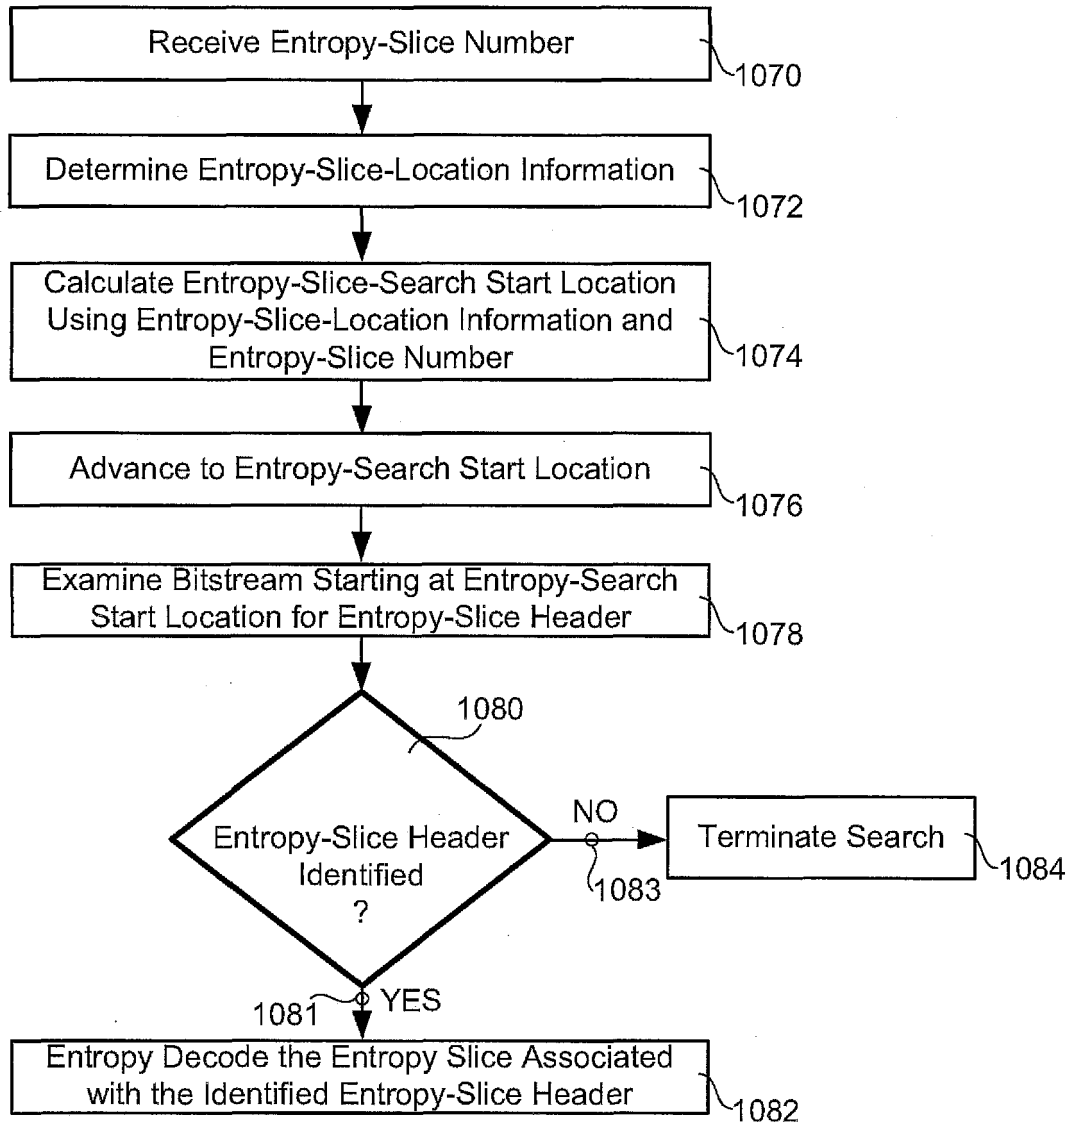 Receive Entropy-Slice Number
1070
Determine Entropy-Slice-Location Information
1072
Calculate Entropy-Slice-Search Start Location
Using Entropy-Slice-Location Information and
Entropy-Slice Number
1074
Advance to Entropy-Search Start Location
1076
Examine Bitstream Starting at Entropy-Search
Start Location for Entropy-Slice Header
1078
1080
Entropy-Slice Header
Identified
?
NO
1083
Terminate Search
1084
1081
YES
Entropy Decode the Entropy Slice Associated
with the Identified Entropy-Slice Header
1082